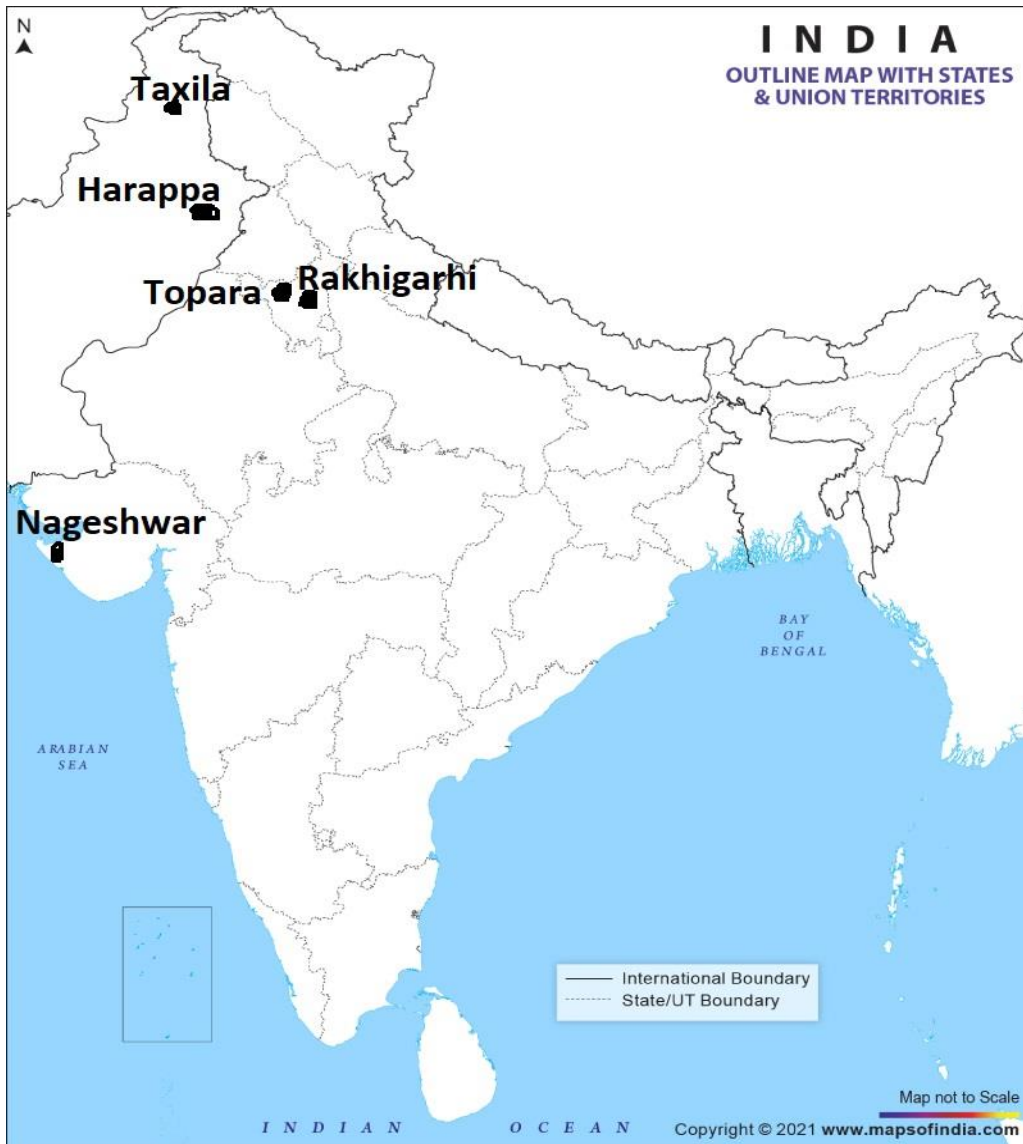 N
I N D I A
OUTLINE MAP WITH STATES
& UNION TERRITORIES
Taxila
Harappa
Topara
Rakhigarhi
Nageshwar
BAY
OF
BENGAL
ARABIAN
SEA
International Boundary
State/UT Boundary
Map not to Scale
INDIAN OCEAN
Copyright © 2021 www.mapsofindia.com